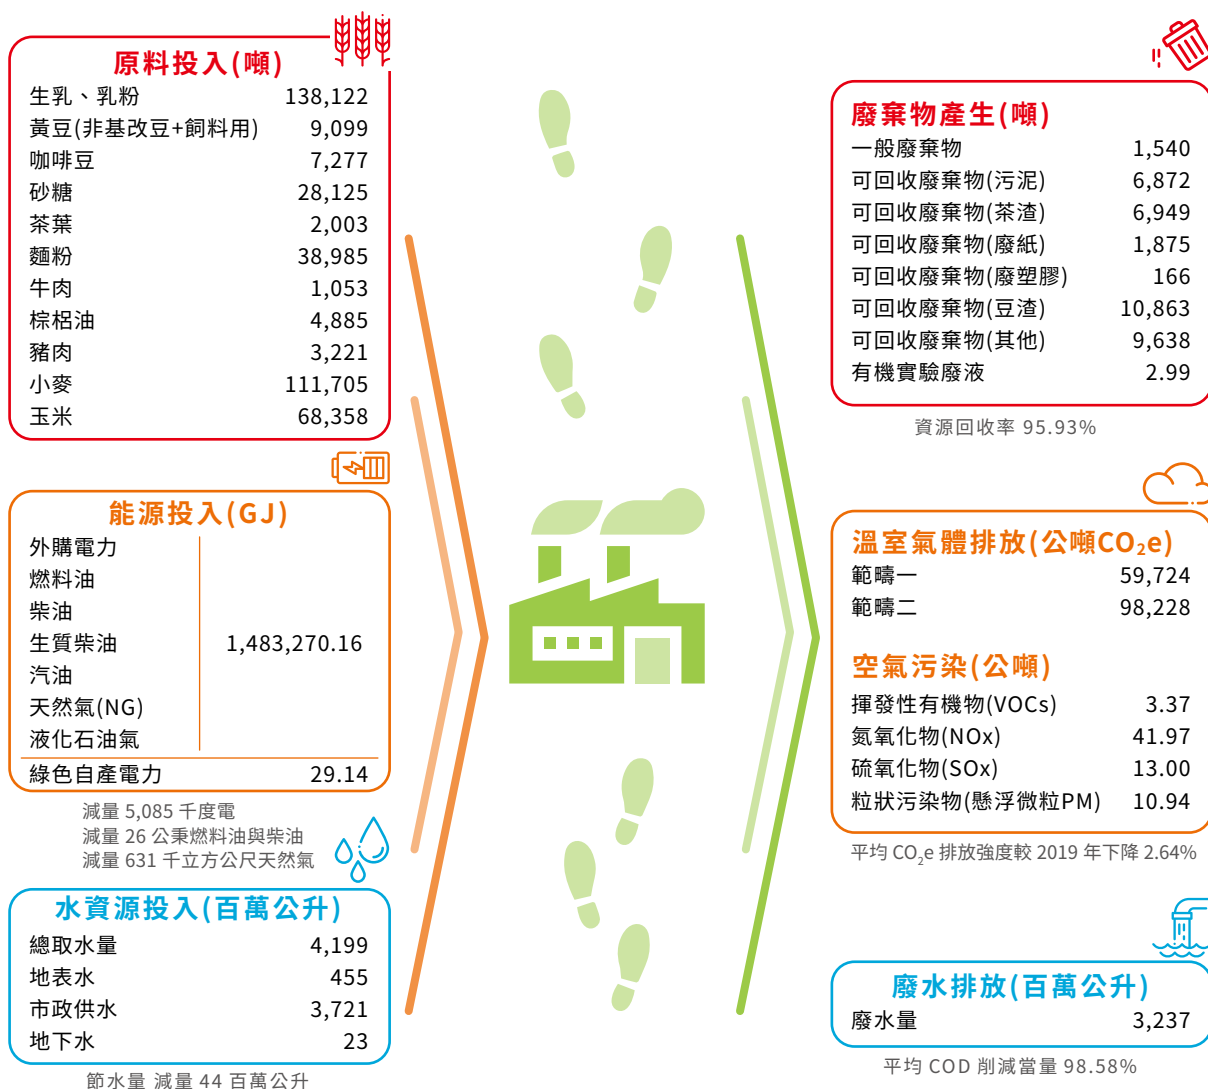 原料投入(噸)
生乳、乳粉 138,122
黃豆(非基改豆+飼料用) 9,099
咖啡豆 7,277
砂糖 28,125
茶葉 2,003
麵粉 38,985
牛肉 1,053
棕梠油 4,885
豬肉 3,221
小麥 111,705
玉米 68,358
能源投入(GJ)
外購電力
燃料油
柴油
生質柴油 1,483,270.16
汽油
天然氣(NG)
液化石油氣
綠色自產電力 29.14
減量 5,085 千度電
減量 26 公秉燃料油與柴油
減量 631 千立方公尺天然氣
水資源投入(百萬公升)
總取水量 4,199
地表水 455
市政供水 3,721
地下水 23
節水量 減量 44 百萬公升
廢棄物產生(噸)
一般廢棄物 1,540
可回收廢棄物(污泥) 6,872
可回收廢棄物(茶渣) 6,949
可回收廢棄物(廢紙) 1,875
可回收廢棄物(廢塑膠) 166
可回收廢棄物(豆渣) 10,863
可回收廢棄物(其他) 9,638
有機實驗廢液 2.99
資源回收率 95.93%
溫室氣體排放(公噸CO₂e)
範疇一 59,724
範疇二 98,228
空氣污染(公噸)
揮發性有機物(VOCs) 3.37
氮氧化物(NOx) 41.97
硫氧化物(SOx) 13.00
粒狀污染物(懸浮微粒PM) 10.94
平均 CO₂e 排放強度較 2019 年下降 2.64%
廢水排放(百萬公升)
廢水量 3,237
平均 COD 削減當量 98.58%